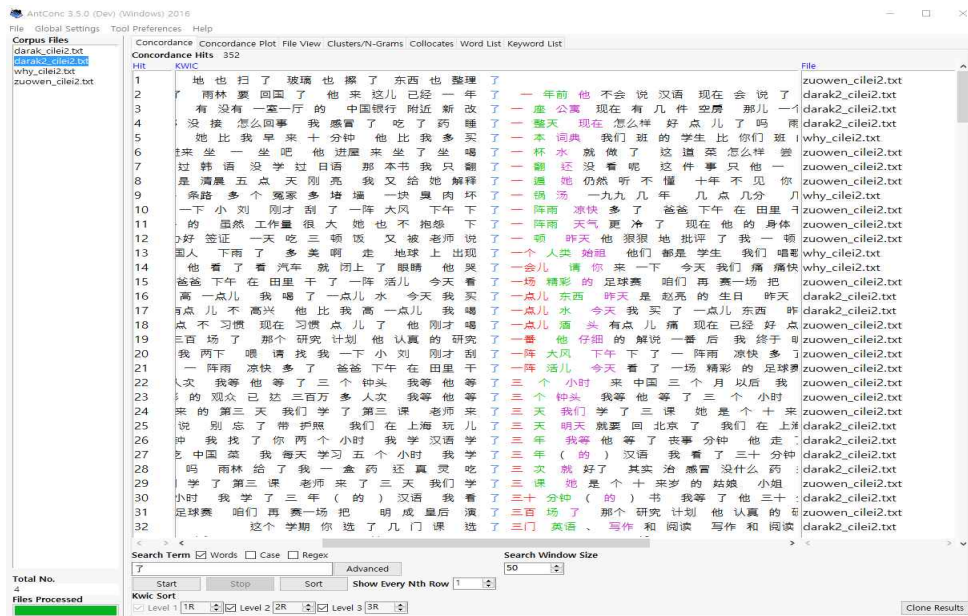 AntConc 3.5.0 (Dev) (Windows) 2016
File Global Settings Tool Preferences Help
Corpus Files
darak_cilei2.txt
darak2_cilei2.txt
why_cilei2.txt
zuowen_cilei2.txt
Concordance Concordance Plot File View Clusters/N-Grams Collocates Word List Keyword List
Concordance Hits 352
Hit KWIC File
1 地 也 扫 了 玻璃 也 擦 了 东西 也 整理 了 zuowen_cilei2.txt
2 了 雨林 要 回国 了 他 来 这儿 已经 一 年 了 一 年前 他 不会 说 汉语 现在 会 说 了 darak2_cilei2.txt
3 有 没有 一室一厅 的 中国银行 附近 新 改 了 一 座 公寓 现在 有 几 件 空房 那儿 一个 darak2_cilei2.txt
4 没 接 怎么回事 我 感冒 了 吃 了 药 睡 了 一 整天 现在 怎么样 好 点 儿 了 吗 雨 darak2_cilei2.txt
5 她 比 我 早 来 十 分钟 他 比 我 多 买 了 一 本 词典 我们 班 的 学生 比 你们 班 why_cilei2.txt
6 进来 坐 一 坐 吧 他 进屋 来 坐 了 坐 喝 了 一 杯 水 就 做 了 这 道 菜 怎么样 尝 zuowen_cilei2.txt
7 过 韩 语 没 学 过 日语 那 本书 我 只 翻 了 一 翻 还 没 看 呢 这 件 事 只 他 一 zuowen_cilei2.txt
8 是 清晨 五 点 天 刚 亮 我 又 给 她 解释 了 一 遍 她 仍然 听 不 懂 十年 不 见 你 zuowen_cilei2.txt
9 条路 多 个 冤家 多 堵 墙 一块 臭 肉 坏 了 一 锅 汤 一九九 几 年 几 点 几分 几 why_cilei2.txt
10 一下 小 刘 刚才 刮 了 一阵 大风 下午 下 了 一 阵雨 凉快 多 了 爸爸 下午 在 田里 干 zuowen_cilei2.txt
11 的 虽然 工作量 很 大 她 也 不 抱怨 下 了 一 阵雨 天气 更 冷 了 现在 他 的 身体 zuowen_cilei2.txt
12 办好 签证 一天 吃 三 顿 饭 又 被 老师 说 了 一 顿 昨天 他 狠狠 地 批评 了 我 一 顿 zuowen_cilei2.txt
13 国人 下雨 了 多 美 啊 走 地球 上 出现 了 一个 人类 始祖 他们 都是 学生 我们 唱歌 why_cilei2.txt
14 他 看 了 看 汽车 就 闭上 了 眼睛 他 哭 了 一会儿 请 你 来 一下 今天 我们 痛痛快 why_cilei2.txt
15 爸爸 下午 在 田里 干 了 一阵 活儿 今天 看 了 一场 精彩 的 足球赛 咱们 再 赛一场 把 zuowen_cilei2.txt
16 高 一点儿 我 喝 了 一点儿 水 今天 我 买 了 一点儿 东西 昨天 是 赵亮 的 生日 昨天 darak2_cilei2.txt
17 有点 儿 不 高兴 他 比 我 高 一点儿 我 喝 了 一点儿 水 今天 我 买 了 一点儿 东西 昨 darak2_cilei2.txt
18 点 不 习惯 现在 习惯 点 儿 了 他 刚才 喝 了 一点儿 酒 头 有点 儿 痛 现在 已经 好 点 zuowen_cilei2.txt
19 三百 场 了 那个 研究 计划 他 认真 的 研究 了 一番 他 仔细 的 解说 一番 后 我 终于 明 zuowen_cilei2.txt
20 我 两下 喂 请 找 我 一下 小 刘 刚才 刮 了 一阵 大风 下午 下 了 一 阵雨 凉快 多 zuowen_cilei2.txt
21 一 阵雨 凉快 多 了 爸爸 下午 在 田里 干 了 一阵 活儿 今天 看 了 一场 精彩 的 足球赛 zuowen_cilei2.txt
22 人次 我等 他 等 了 三 个 钟头 我等 他 等 了 三 个 小时 来 中国 三 个 月 以后 我 zuowen_cilei2.txt
23 的 观众 已 达 三百万 多 人次 我等 他 等 了 三 个 钟头 我等 他 等 了 三 个 小时 zuowen_cilei2.txt
24 来 的 第三 天 我们 学 了 第三 课 老师 来 了 三 天 我们 学 了 三 课 她 是 个 十 来 zuowen_cilei2.txt
25 说 别 忘 了 带 护照 我们 在 上海 玩 儿 了 三 天 明天 就要 回 北京 了 我们 在 上海 darak2_cilei2.txt
26 钟 我 找 了 你 两 个 小时 我 学 汉语 学 了 三 年 我等 他 等 了 丧事 分钟 他 走 了 darak2_cilei2.txt
27 吃 中国 菜 我 每天 学习 五 个 小时 我 学 了 三 年 ( 的 ) 汉语 我 看 了 三十 分钟 darak2_cilei2.txt
28 吗 雨林 给 了 我 一 盒 药 还 真 灵 吃 了 三 次 就 好了 其实 治 感冒 没什么 药 darak2_cilei2.txt
29 学 了 第三 课 老师 来 了 三 天 我们 学 了 三 课 她 是 个 十 来岁 的 姑娘 小姐 zuowen_cilei2.txt
30 小时 我 学 了 三 年 ( 的 ) 汉语 我 看 了 三十 分钟 ( 的 ) 书 我等 了 他 三十 darak2_cilei2.txt
31 足球赛 咱们 再 赛一场 把 明 成 皇后 演 了 三百 场 了 那个 研究 计划 他 认真 的 研 zuowen_cilei2.txt
32 这个 学期 你 选 了 几 门 课 选 了 三门 英语 、 写作 和 阅读 写作 和 阅读 darak2_cilei2.txt
Search Term Words Case Regex Search Window Size
了 Advanced 50
Start Stop Sort Show Every Nth Row 1
Total No.
4
Files Processed
Kwic Sort
Level 1 1R Level 2 2R Level 3 3R Clone Results